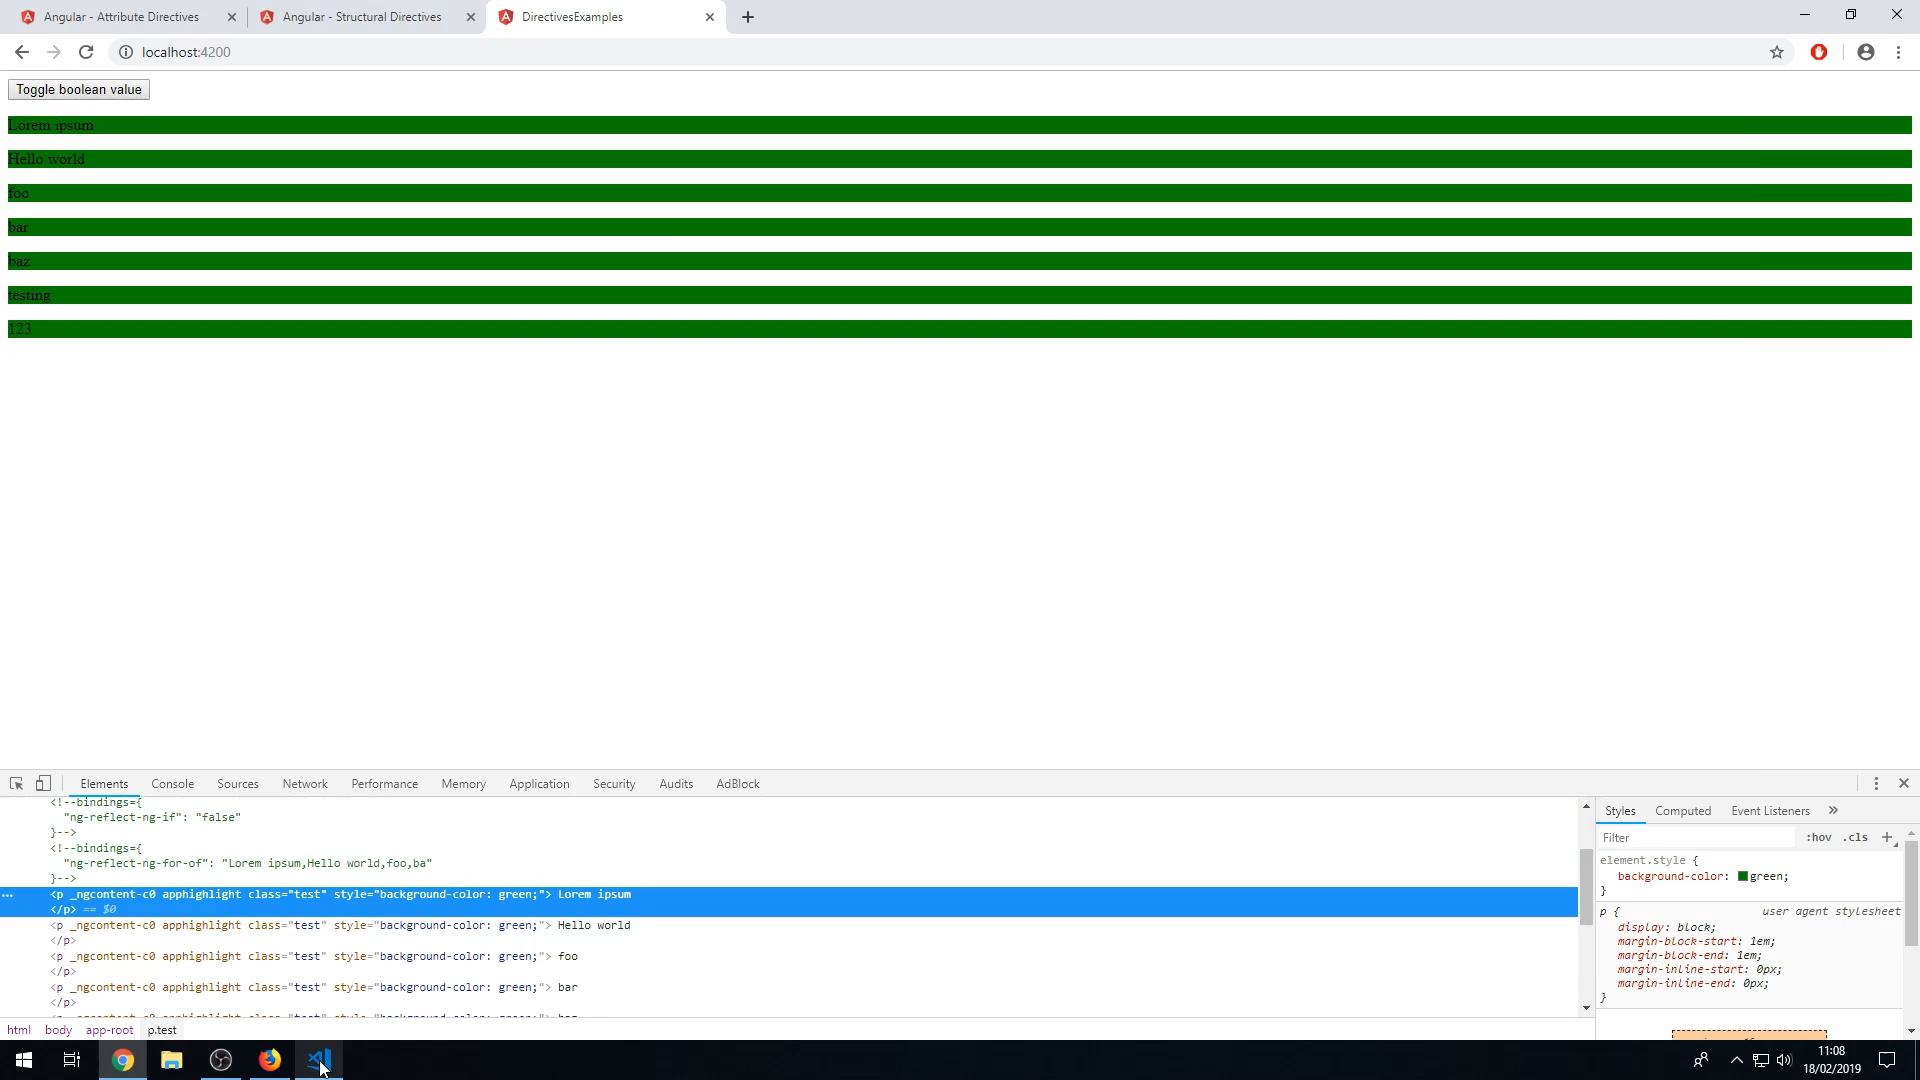 Angular - Attribute Directives
Angular - Structural Directives
DirectivesExamples
localhost:4200
Toggle boolean value
Lorem ipsum
Hello world
foo
bar
baz
testing
123
Elements Console Sources Network Performance Memory Application Security Audits AdBlock
<!--bindings={
"ng-reflect-ng-if": "false"
}-->
<!--bindings={
"ng-reflect-ng-for-of": "Lorem ipsum,Hello world,foo,ba"
}-->
<p _ngcontent-c0 apphighlight class="test" style="background-color: green;"> Lorem ipsum
</p> == $0
<p _ngcontent-c0 apphighlight class="test" style="background-color: green;"> Hello world
</p>
<p _ngcontent-c0 apphighlight class="test" style="background-color: green;"> foo
</p>
<p _ngcontent-c0 apphighlight class="test" style="background-color: green;"> bar
</p>
html body app-root p.test
Styles Computed Event Listeners »
Filter :hov .cls +
element.style {
background-color: green;
}
p { user agent stylesheet
display: block;
margin-block-start: 1em;
margin-block-end: 1em;
margin-inline-start: 0px;
margin-inline-end: 0px;
}
11:08
18/02/2019